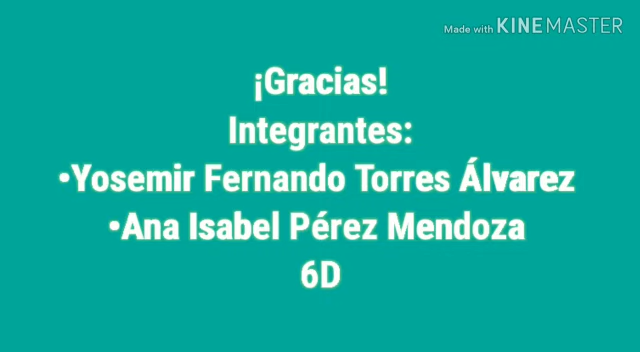 Made with KINEMASTER
¡Gracias!
Integrantes:
•Yosemir Fernando Torres Álvarez
•Ana Isabel Pérez Mendoza
6D